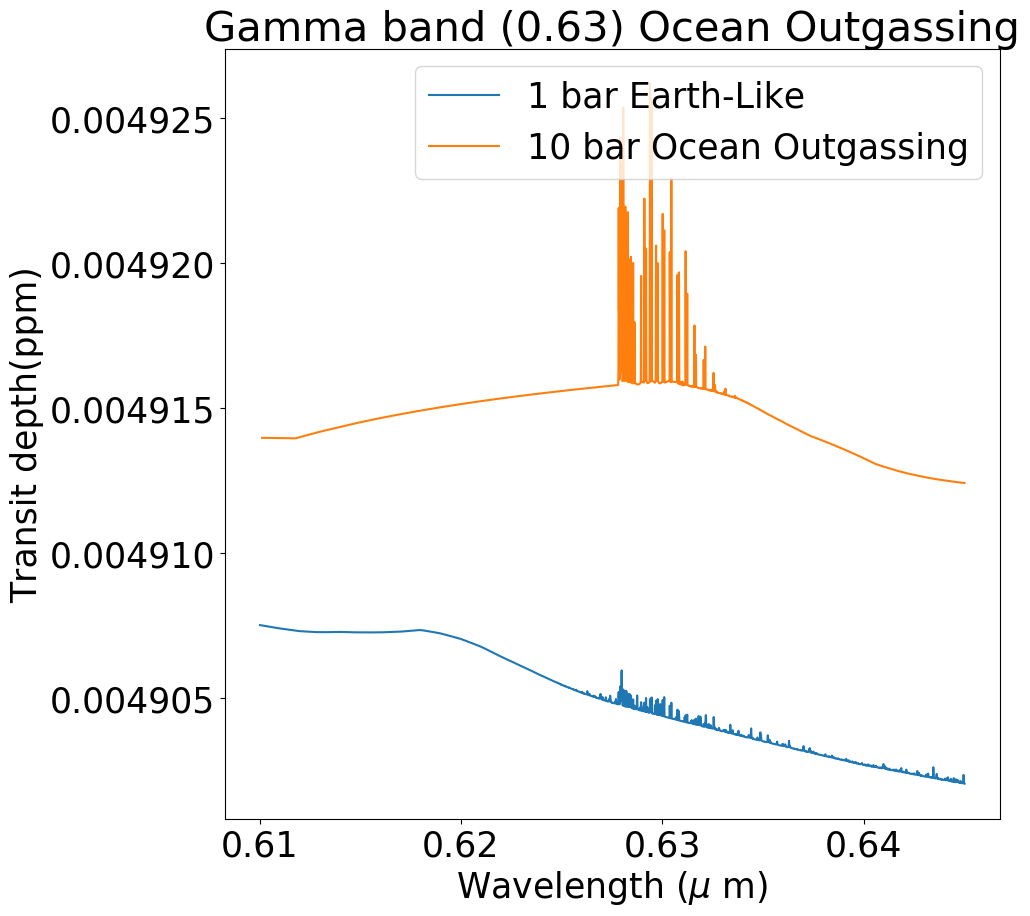 Gamma band (0.63) Ocean Outgassing
1 bar Earth-Like
10 bar Ocean Outgassing
0.004925
0.004920
0.004915
0.004910
0.004905
Transit depth(ppm)
0.61 0.62 0.63 0.64
Wavelength (μ m)